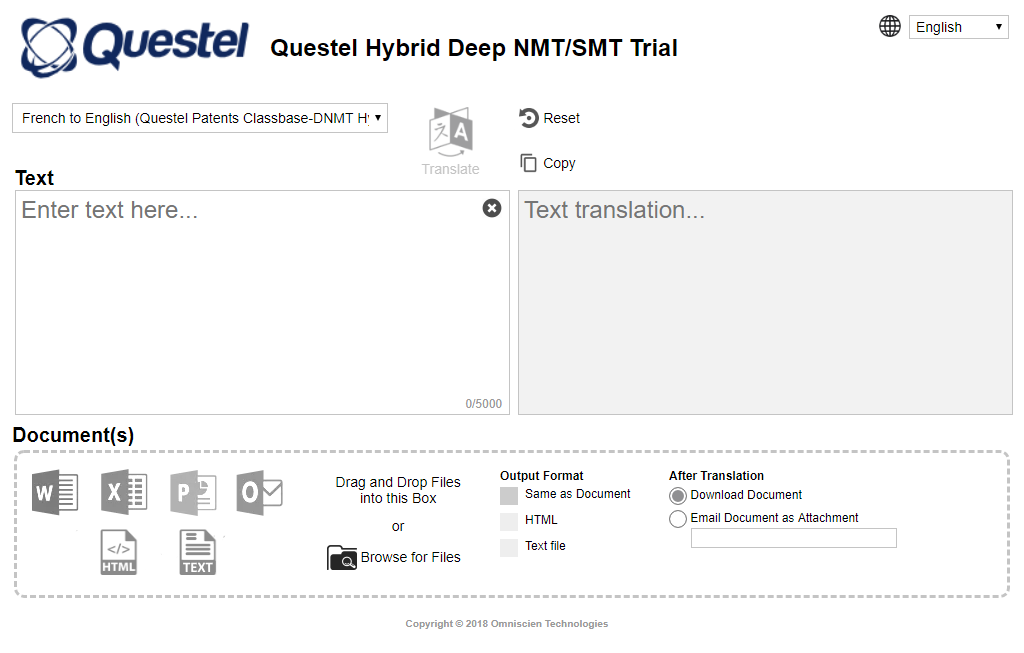 Questel
Questel Hybrid Deep NMT/SMT Trial
English
French to English (Questel Patents Classbase-DNMT Hy
Translate
Reset
Copy
Text
Enter text here...
Text translation...
0/5000
Document(s)
W
X
P
O
</>
HTML
TEXT
Drag and Drop Files
into this Box
or
Browse for Files
Output Format
Same as Document
HTML
Text file
After Translation
Download Document
Email Document as Attachment
Copyright © 2018 Omniscien Technologies